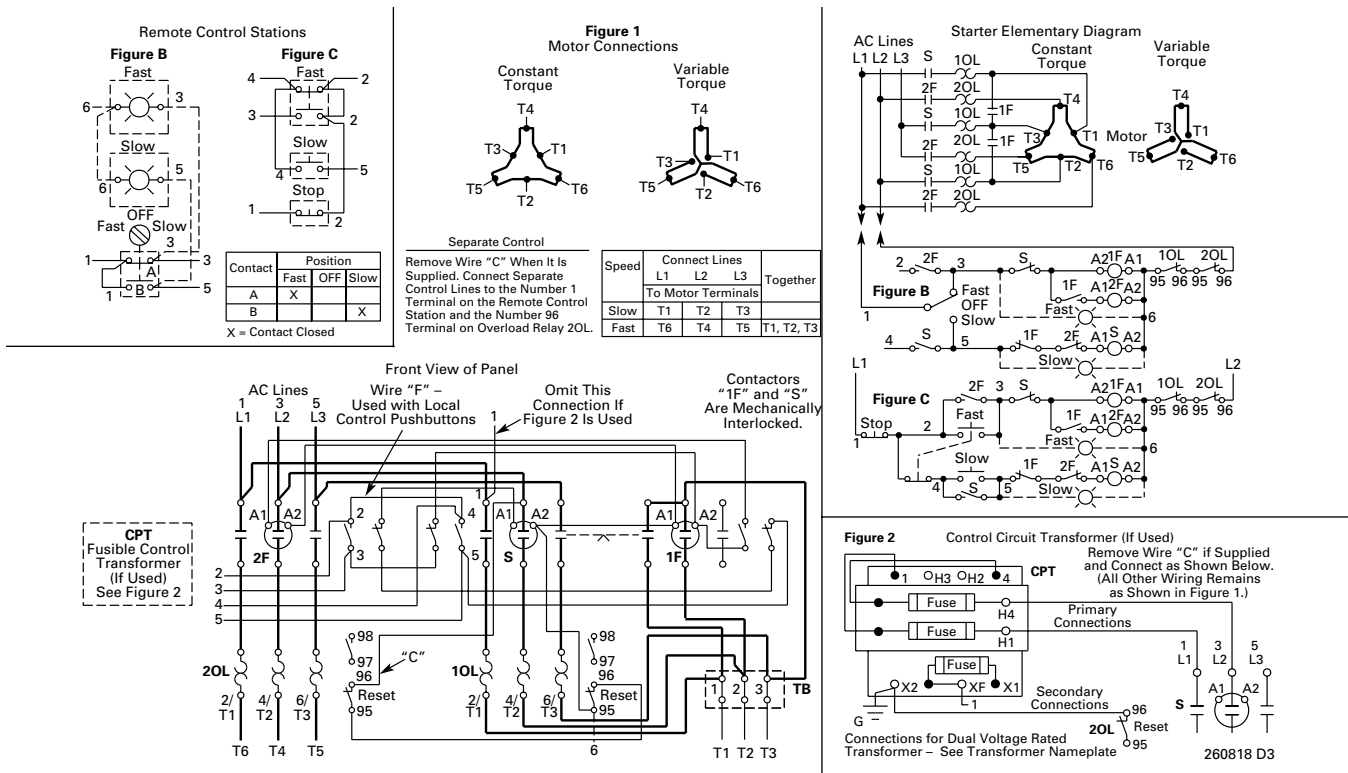 Remote Control Stations
Figure B
Fast
6
3
Slow
6
5
OFF
Fast
Slow
3
1
3
A
1
B
5
Figure C
Fast
4
2
3
2
Slow
4
5
Stop
1
2
Contact
Position
Fast OFF Slow
A X
B X
X = Contact Closed
Figure 1
Motor Connections
Constant
Torque
T4
T3 T1
T5 T6
T2
Variable
Torque
T4
T3 T1
T5 T6
T2
Separate Control
Remove Wire “C” When It Is
Supplied. Connect Separate
Control Lines to the Number 1
Terminal on the Remote Control
Station and the Number 96
Terminal on Overload Relay 2OL.
Speed
Connect Lines
Together
L1 L2 L3
To Motor Terminals
Slow T1 T2 T3
Fast T6 T4 T5 T1, T2, T3
Starter Elementary Diagram
AC Lines
L1 L2 L3
Constant
Torque
Variable
Torque
S 1OL
2F 2OL
S 1OL
2F 2OL
S 1OL
2F 2OL
1F
1F
T4
T3 T1
T5 T2 T6
Motor
T4
T3 T1
T5 T2 T6
2 2F 3 S A2 1F A1 1OL 2OL
95 96 95 96
Figure B
Fast
OFF
Slow
1
1F A1 2F A2
Fast
6
4 S 5 1F 2F A1 S A2
Slow
L1
L2
Figure C
2F 3 S A2 1F A1 1OL 2OL
95 96 95 96
Stop
1
2
Fast
1F A1 2F A2
Fast
6
Slow
4
S
5
1F 2F A1 S A2
Slow
Front View of Panel
AC Lines
1 3 5
L1 L2 L3
Wire “F” –
Used with Local
Control Pushbuttons
Omit This
Connection If
Figure 2 Is Used
1
Contactors
“1F” and “S”
Are Mechanically
Interlocked.
CPT
Fusible Control
Transformer
(If Used)
See Figure 2
A1 A2
2F
2
3
4
5
1
A1 A2
S
A1 A2
1F
2
3
4
5
2OL
2/
T1
4/
T2
6/
T3
98
97
96
Reset
95
“C”
1OL
2/
T1
4/
T2
6/
T3
98
97
96
Reset
95
6
1 2 3 TB
T6 T4 T5
T1 T2 T3
Figure 2
Control Circuit Transformer (If Used)
Remove Wire “C” if Supplied
and Connect as Shown Below.
(All Other Wiring Remains
as Shown in Figure 1.)
1 H3 H2 4
CPT
Fuse
H4
Fuse
H1
Primary
Connections
Fuse
X2 XF X1
1
G
Secondary
Connections
1 3 5
L1 L2 L3
A1 A2
S
96
2OL Reset
95
Connections for Dual Voltage Rated
Transformer – See Transformer Nameplate
260818 D3